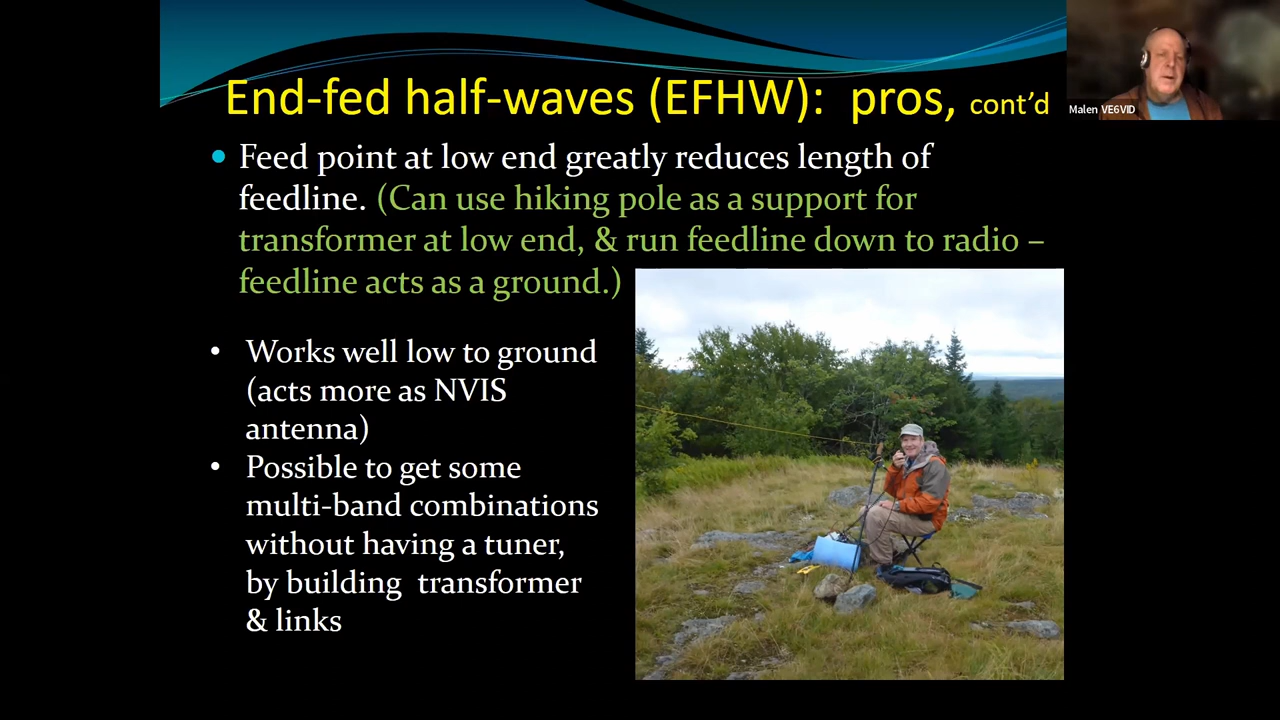 End-fed half-waves (EFHW): pros, cont'd
Malen VE6VID
• Feed point at low end greatly reduces length of
feedline. (Can use hiking pole as a support for
transformer at low end, & run feedline down to radio –
feedline acts as a ground.)
• Works well low to ground
(acts more as NVIS
antenna)
• Possible to get some
multi-band combinations
without having a tuner,
by building transformer
& links